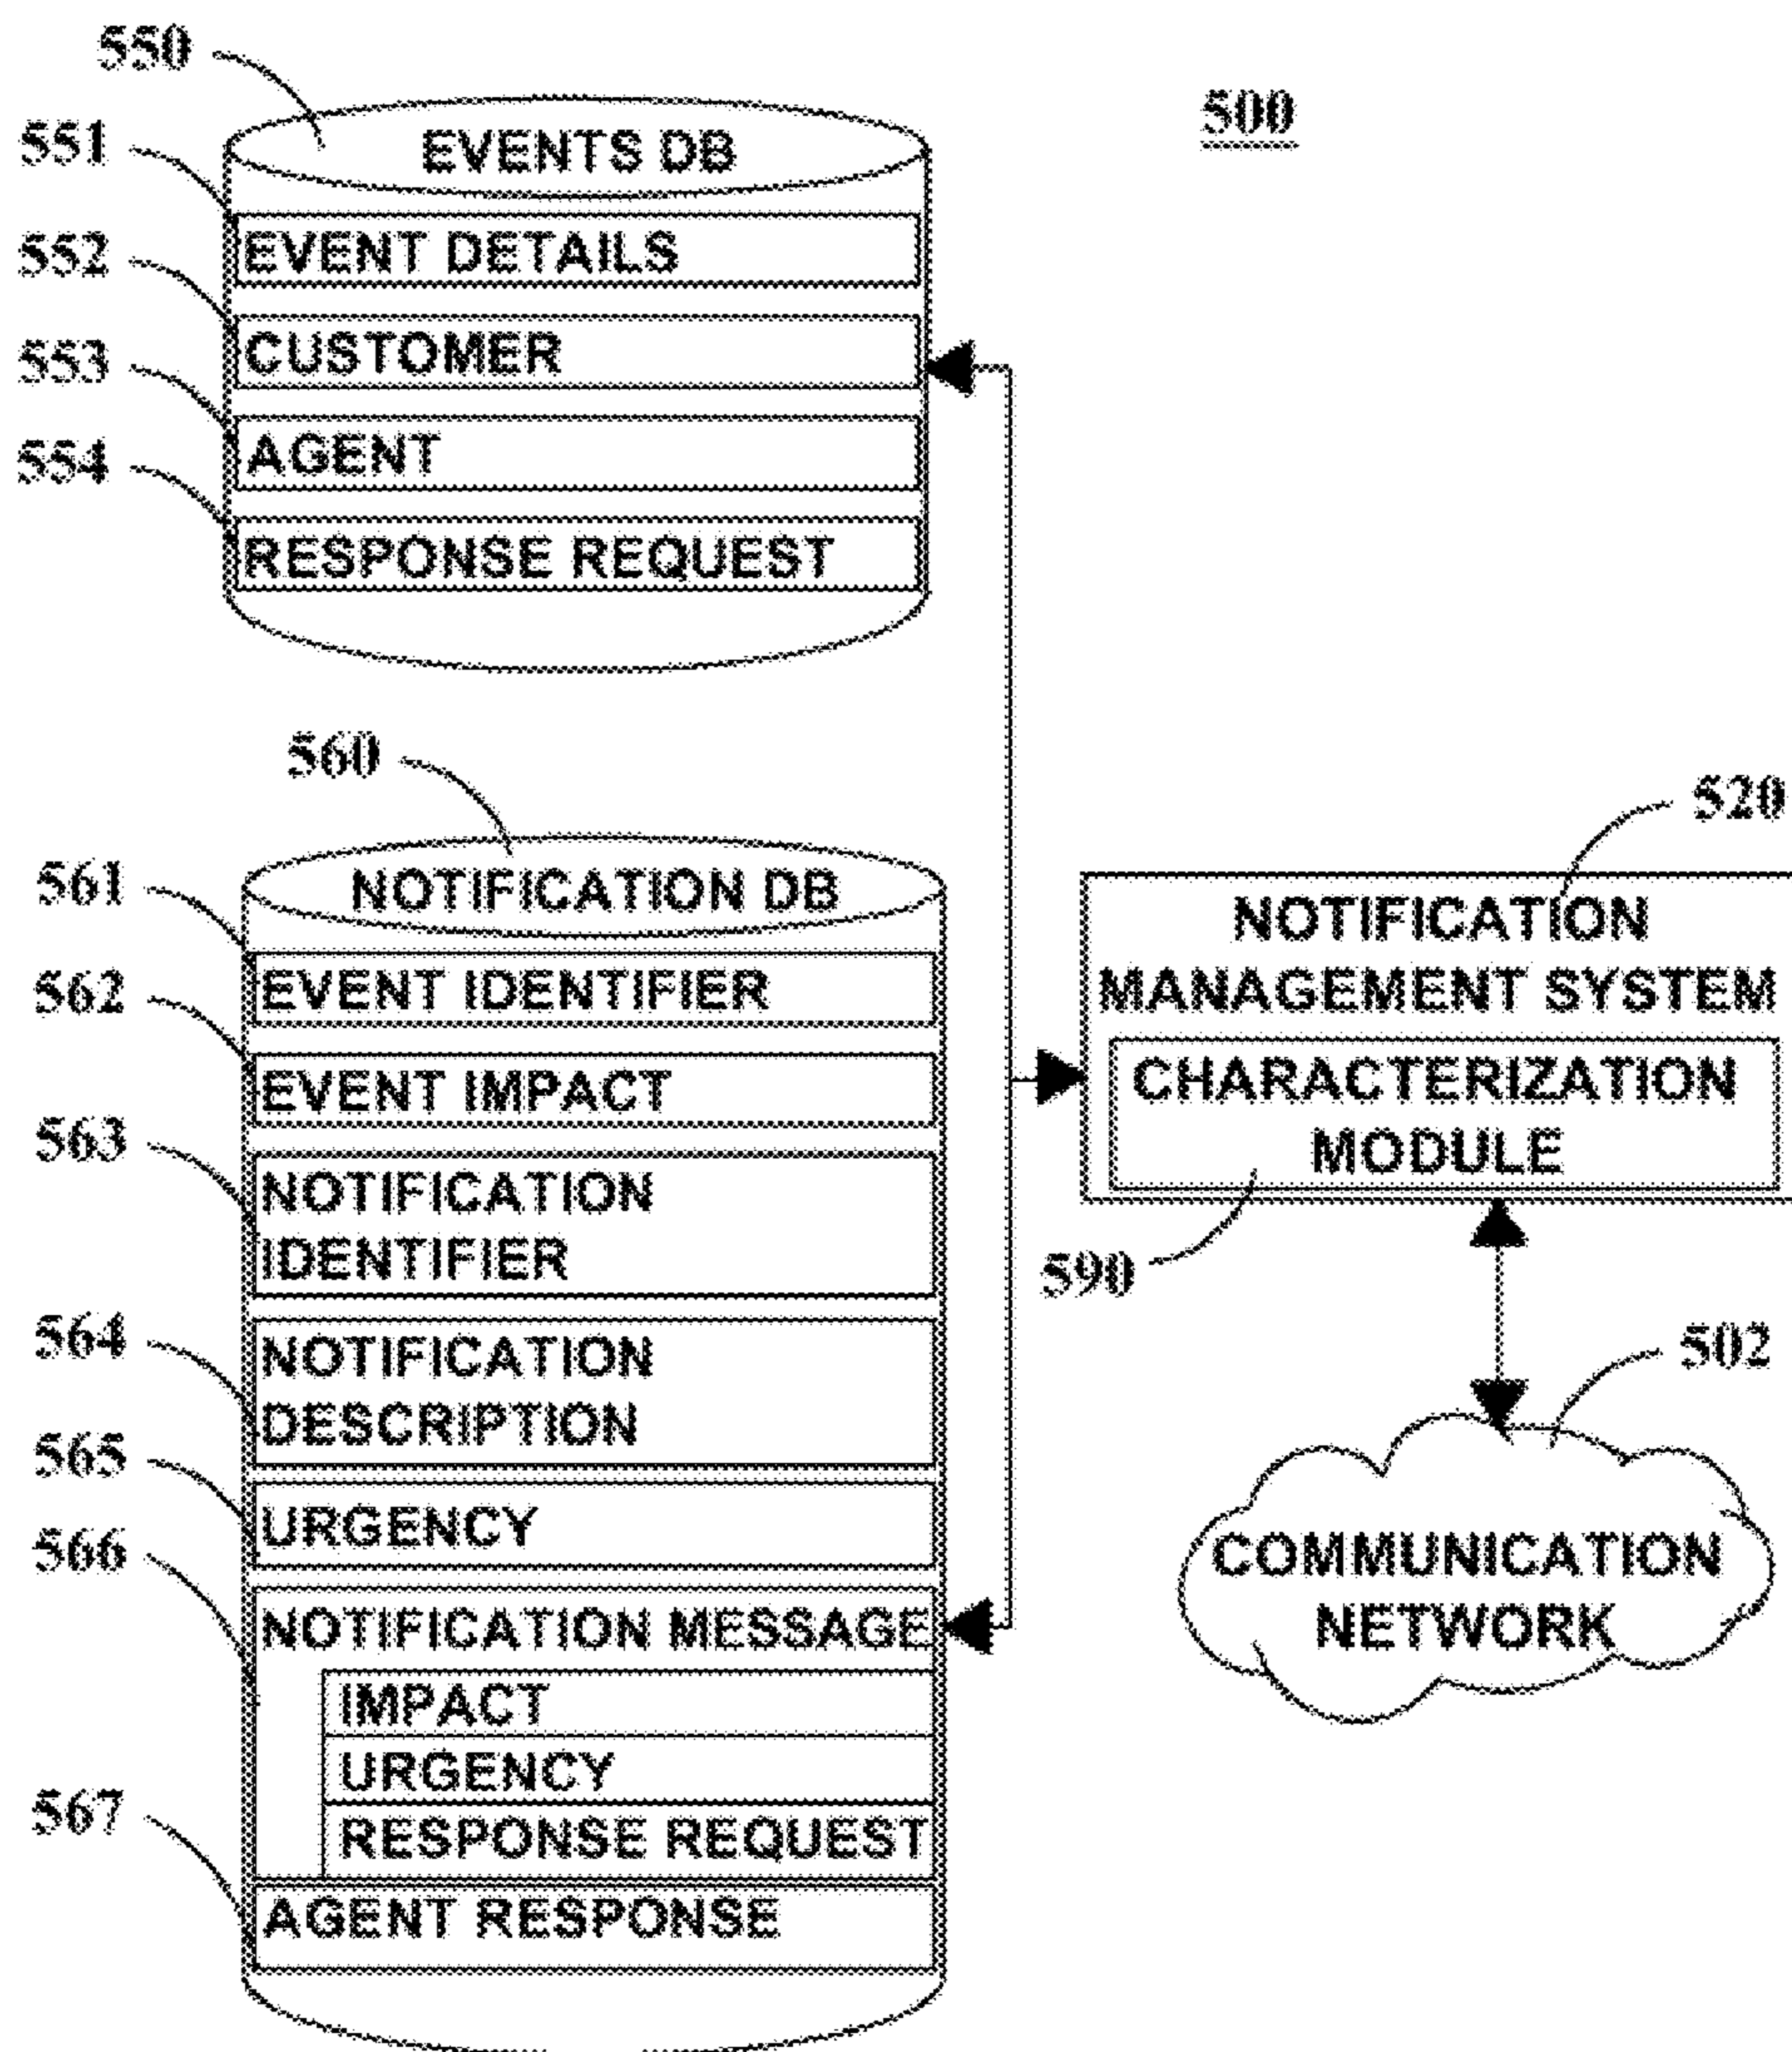 550
500
551
EVENTS DB
552
EVENT DETAILS
553
CUSTOMER
554
AGENT
RESPONSE REQUEST
560
520
561
NOTIFICATION DB
562
EVENT IDENTIFIER
563
EVENT IMPACT
NOTIFICATION
IDENTIFIER
564
NOTIFICATION
DESCRIPTION
565
URGENCY
566
NOTIFICATION MESSAGE
IMPACT
URGENCY
RESPONSE REQUEST
567
AGENT RESPONSE
NOTIFICATION
MANAGEMENT SYSTEM
CHARACTERIZATION
MODULE
590
502
COMMUNICATION
NETWORK